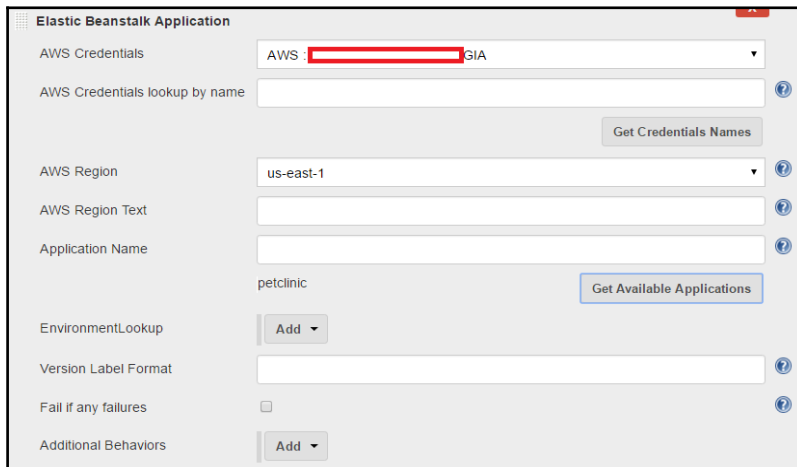 Elastic Beanstalk Application
AWS Credentials
AWS : GIA
AWS Credentials lookup by name
Get Credentials Names
AWS Region
us-east-1
AWS Region Text
Application Name
petclinic
Get Available Applications
EnvironmentLookup
Add
Version Label Format
Fail if any failures
Additional Behaviors
Add